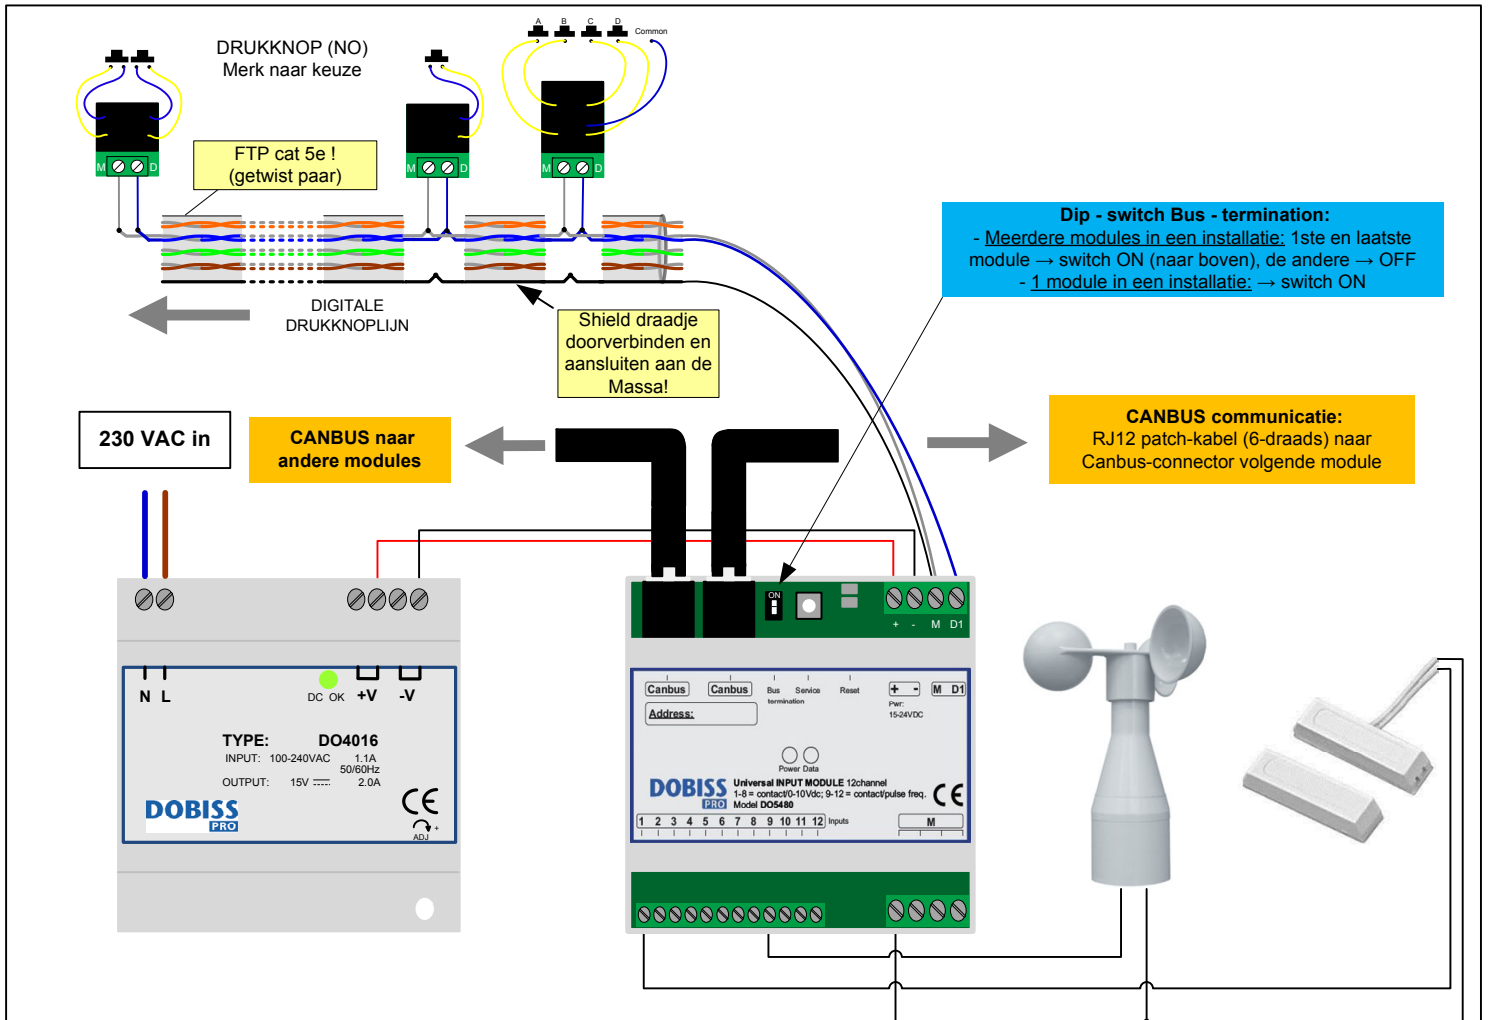 A B C D Common
DRUKKNOP (NO)
Merk naar keuze
M D
M D
M D
FTP cat 5e !
(getwist paar)
DIGITALE
DRUKKNOPLIJN
Shield draadje
doorverbinden en
aansluiten aan de
Massa!
Dip - switch Bus - termination:
- Meerdere modules in een installatie: 1ste en laatste
module → switch ON (naar boven), de andere → OFF
- 1 module in een installatie: → switch ON
230 VAC in
CANBUS naar
andere modules
CANBUS communicatie:
RJ12 patch-kabel (6-draads) naar
Canbus-connector volgende module
N L
DC OK +V -V
TYPE: DO4016
INPUT: 100-240VAC 1.1A
50/60Hz
OUTPUT: 15V 2.0A
DOBISS
PRO
CE
+
ADJ
ON
+ - M D1
Canbus Canbus Bus termination Service Reset + - M D1
Pwr:
15-24VDC
Address:
Power Data
DOBISS
PRO
Universal INPUT MODULE 12channel
1-8 = contact/0-10Vdc; 9-12 = contact/pulse freq.
Model DO5480
CE
1 2 3 4 5 6 7 8 9 10 11 12 Inputs M